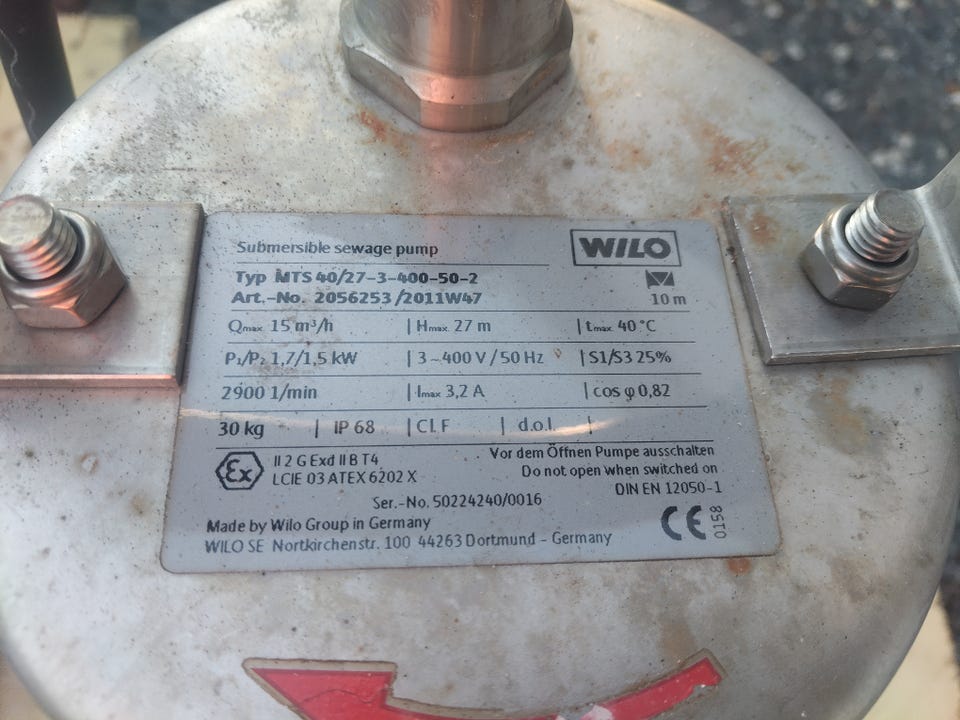 Submersible sewage pump
WILO
Typ MTS 40/27-3-400-50-2
Art.-No. 2056253 /2011W47
10 m
Qmax. 15 m³/h | Hmax. 27 m | tmax. 40 °C
P₁/P₂ 1,7/1,5 kW | 3~400 V / 50 Hz | S1/S3 25%
2900 1/min | Imax 3,2 A | cos φ 0,82
30 kg | IP 68 | CI. F | d.o.l. |
Ex
II 2 G Exd II B T4
LCIE 03 ATEX 6202 X
Vor dem Öffnen Pumpe ausschalten
Do not open when switched on
DIN EN 12050-1
Ser.-No. 50224240/0016
Made by Wilo Group in Germany
WILO SE Nortkirchenstr. 100 44263 Dortmund - Germany
CE 0158